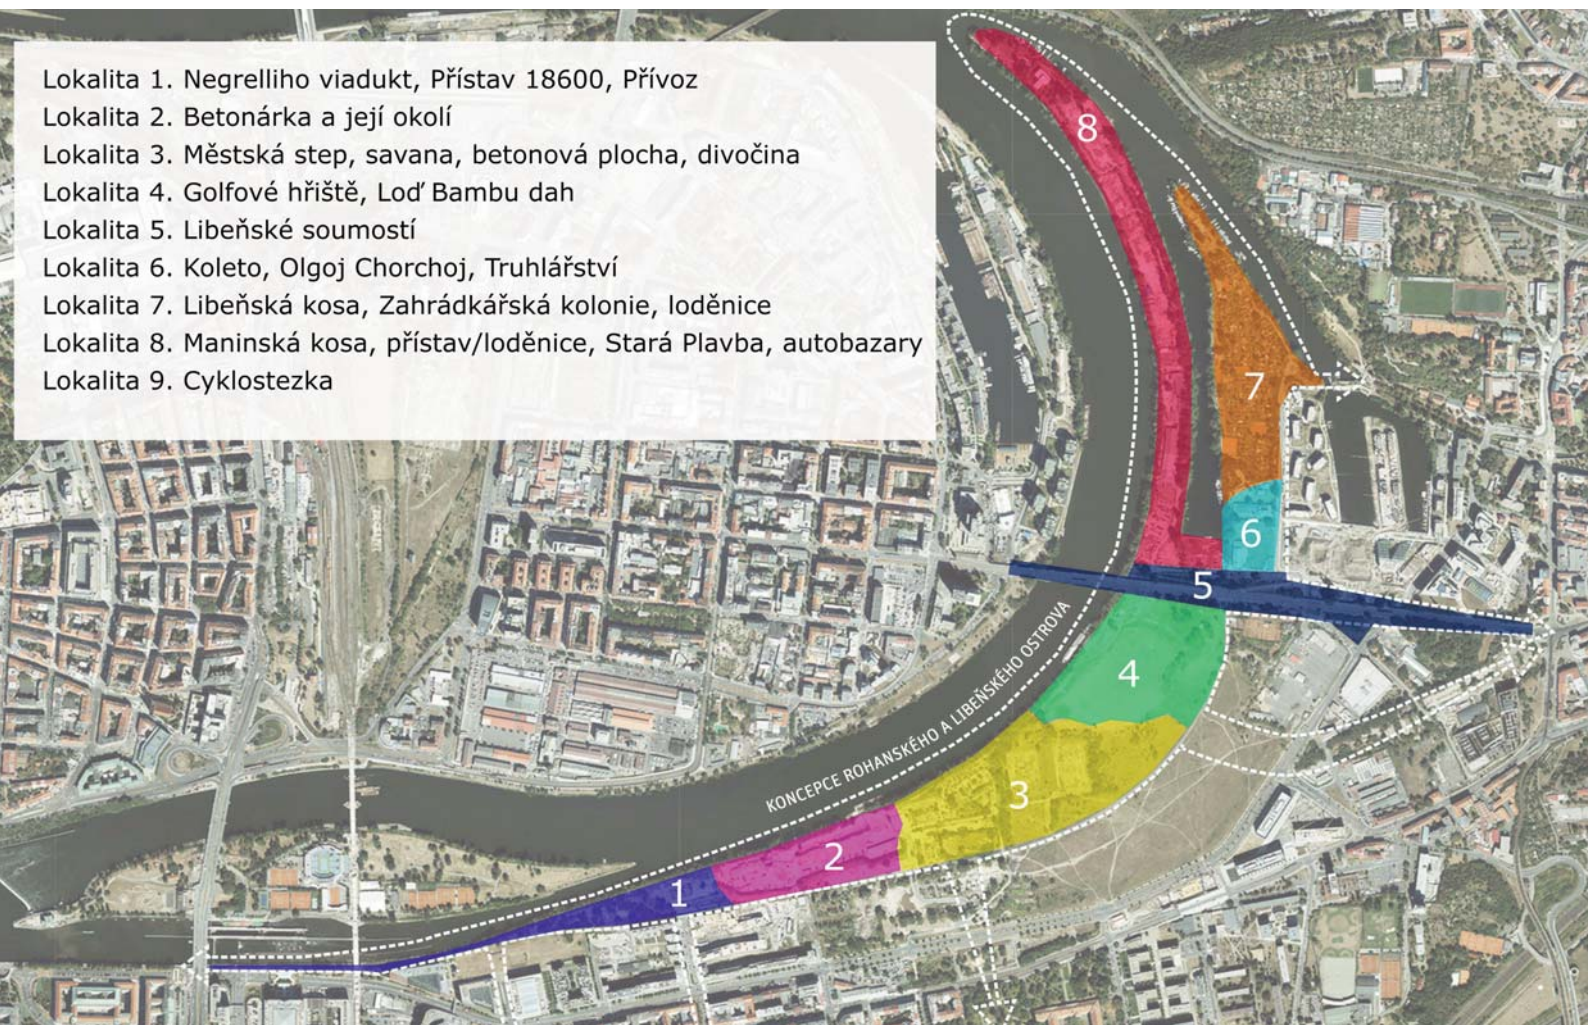 Lokalita 1. Negrelliho viadukt, Přístav 18600, Přívoz
Lokalita 2. Betonárka a její okolí
Lokalita 3. Městská step, savana, betonová plocha, divočina
Lokalita 4. Golfové hřiště, Loď Bambu dah
Lokalita 5. Libeňské soumostí
Lokalita 6. Koleto, Olgoj Chorchoj, Truhlářství
Lokalita 7. Libeňská kosa, Zahrádkářská kolonie, loděnice
Lokalita 8. Maninská kosa, přístav/loděnice, Stará Plavba, autobazary
Lokalita 9. Cyklostezka
8
7
6
5
4
KONCEPCE ROHANSKÉHO A LIBEŇSKÉHO OSTROVA
3
2
1